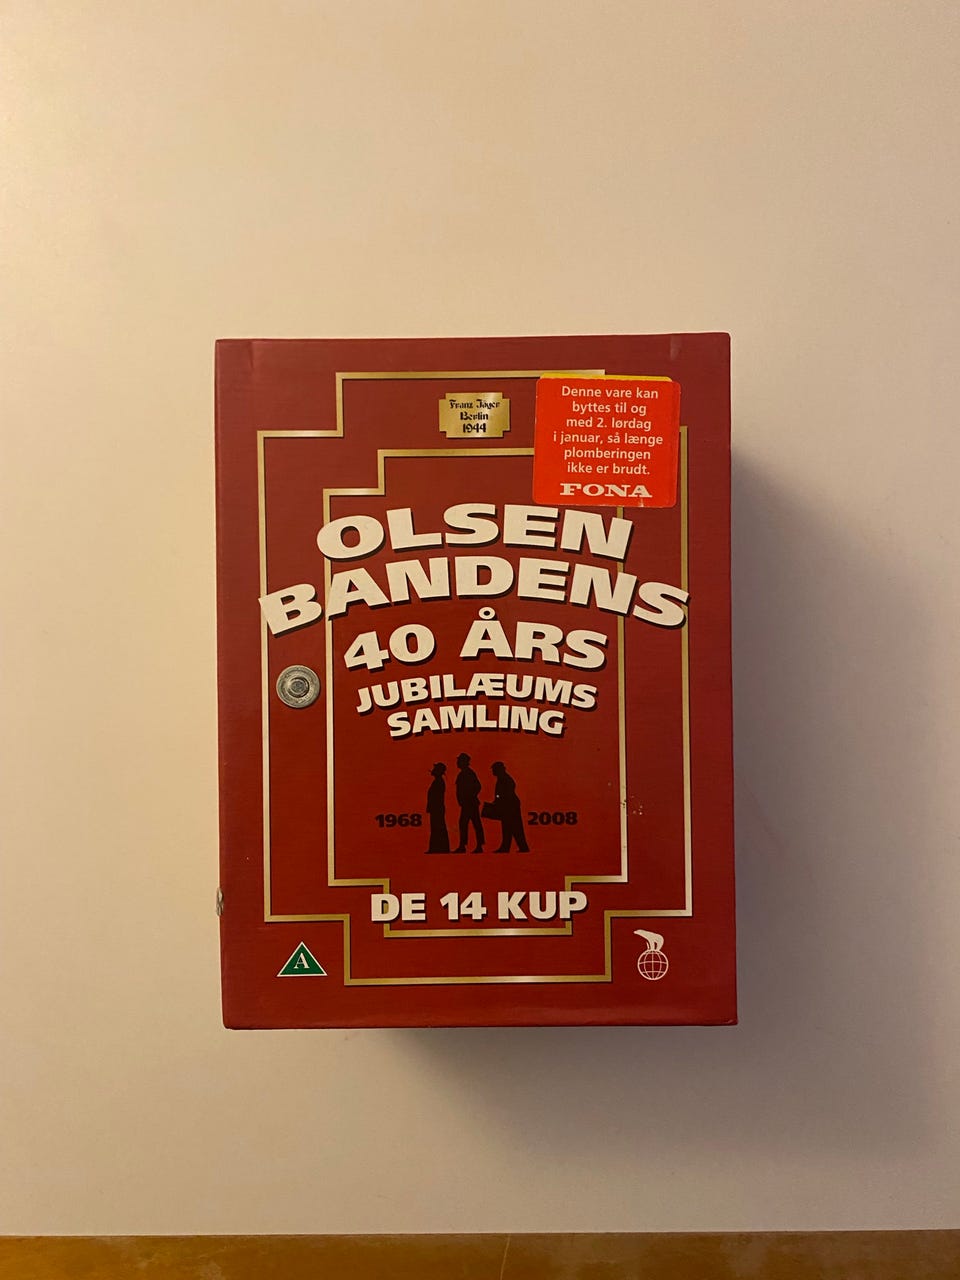 Franz Jäger
Berlin
1944
Denne vare kan
byttes til og
med 2. lørdag
i januar, så længe
plomberingen
ikke er brudt.
FONA
OLSEN
BANDENS
40 ÅRS
JUBILÆUMS
SAMLING
1968 2008
DE 14 KUP
A